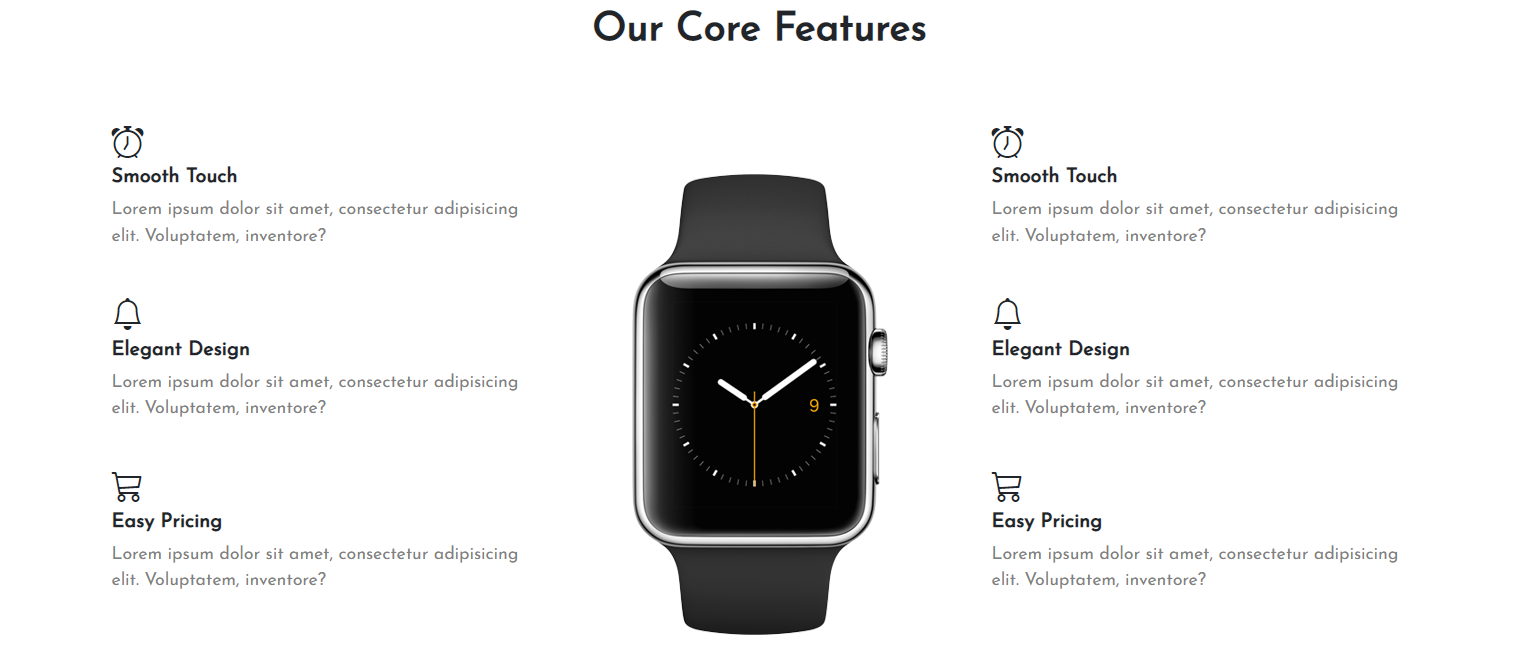 Our Core Features
Smooth Touch
Lorem ipsum dolor sit amet, consectetur adipisicing
elit. Voluptatem, inventore?
Elegant Design
Lorem ipsum dolor sit amet, consectetur adipisicing
elit. Voluptatem, inventore?
Easy Pricing
Lorem ipsum dolor sit amet, consectetur adipisicing
elit. Voluptatem, inventore?
9
Smooth Touch
Lorem ipsum dolor sit amet, consectetur adipisicing
elit. Voluptatem, inventore?
Elegant Design
Lorem ipsum dolor sit amet, consectetur adipisicing
elit. Voluptatem, inventore?
Easy Pricing
Lorem ipsum dolor sit amet, consectetur adipisicing
elit. Voluptatem, inventore?